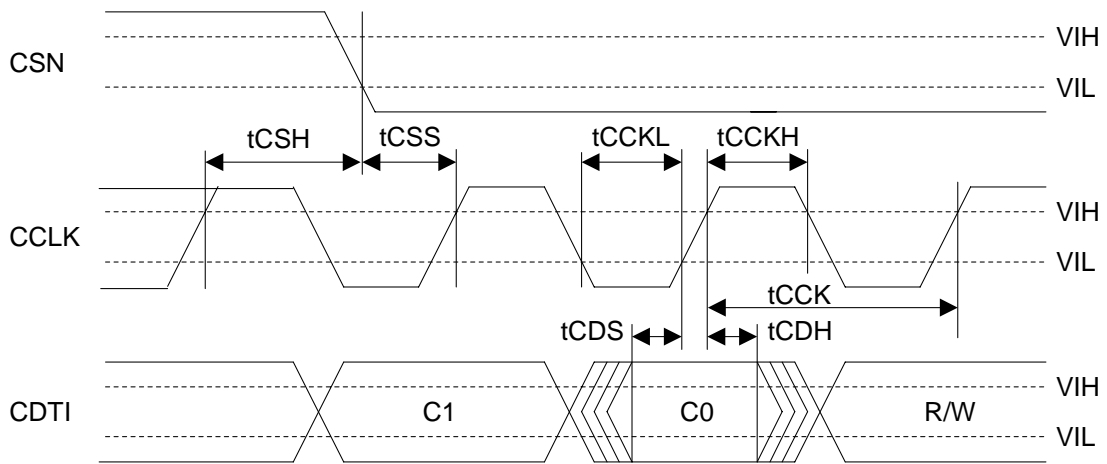 VIH
CSN
VIL
tCSH tCSS tCCKL tCCKH
VIH
CCLK
VIL
tCCK
tCDS tCDH
VIH
CDTI C1 C0 R/W
VIL